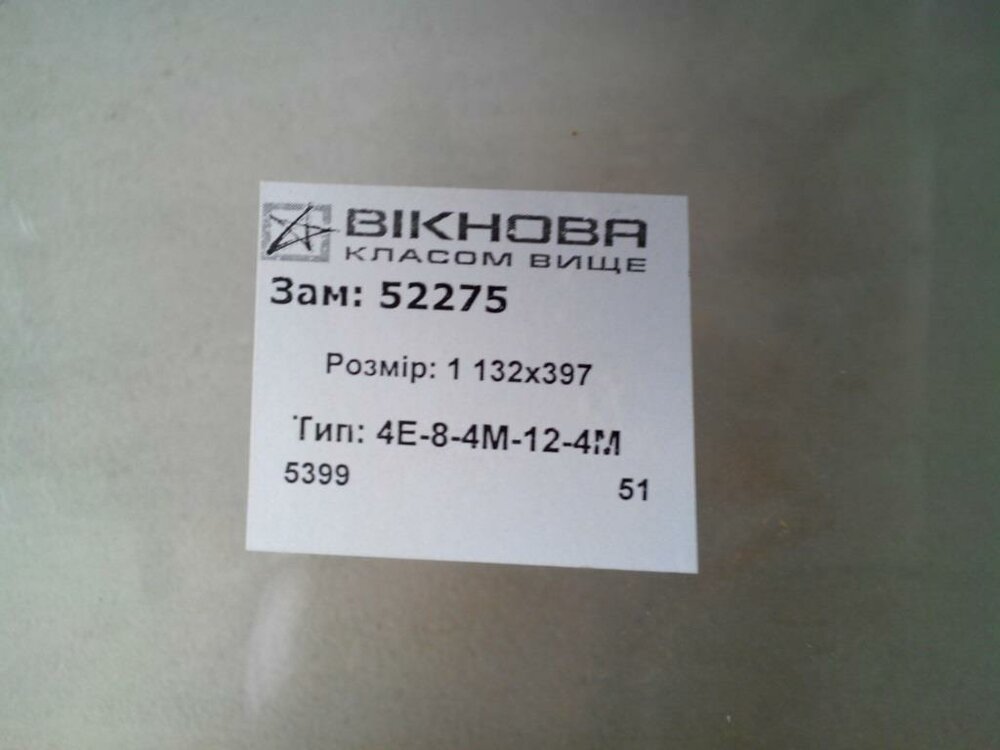 ВІКНОВА
КЛАСОМ ВИЩЕ
Зам: 52275
Розмір: 1 132x397
Тип: 4Е-8-4М-12-4М
5399 51